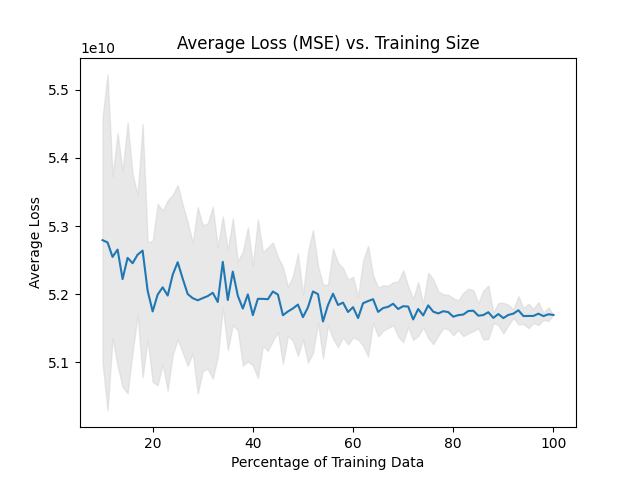 Average Loss (MSE) vs. Training Size
1e10
5.5
5.4
5.3
5.2
5.1
Average Loss
20 40 60 80 100
Percentage of Training Data